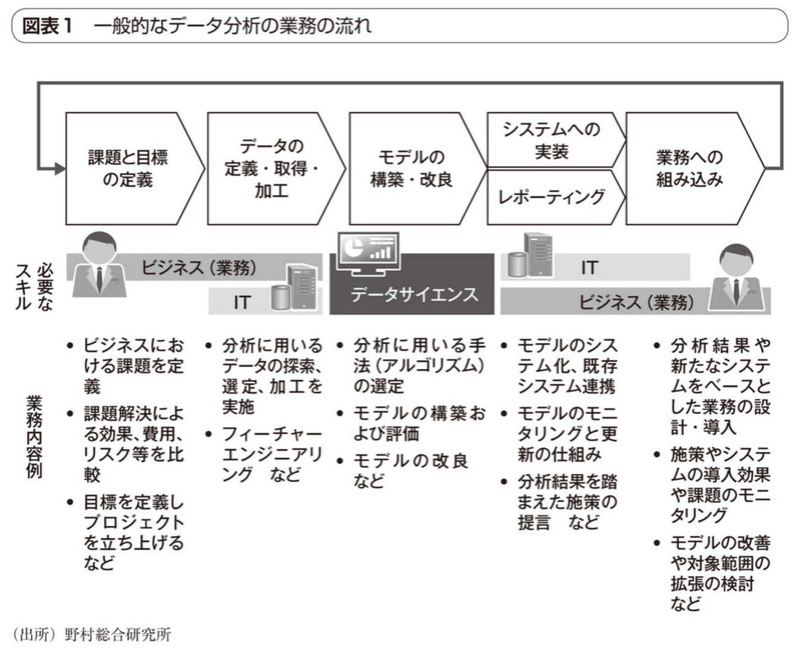 図表1 一般的なデータ分析の業務の流れ
課題と目標
の定義
データの
定義・取得・
加工
モデルの
構築・改良
システムへの
実装
レポーティング
業務への
組み込み
必要な
スキル
ビジネス（業務）
IT
データサイエンス
IT
ビジネス（業務）
業務内容例
• ビジネスにお
ける課題を定
義
• 課題解決によ
る効果、費用、
リスク等を比
較
• 目標を定義し
プロジェクト
を立ち上げる
など
• 分析に用いる
データの探索、
選定、加工を
実施
• フィーチャー
エンジニアリ
ング など
• 分析に用いる手
法（アルゴリズム）
の選定
• モデルの構築お
よび評価
• モデルの改良
など
• モデルのシス
テム化、既存
システム連携
• モデルのモニ
タリングと更
新の仕組み
• 分析結果を踏
まえた施策の
提言 など
• 分析結果や
新たなシステ
ムをベースと
した業務の設
計・導入
• 施策やシステ
ムの導入効果
や課題のモニ
タリング
• モデルの改善
や対象範囲の
拡張の検討
など
（出所）野村総合研究所